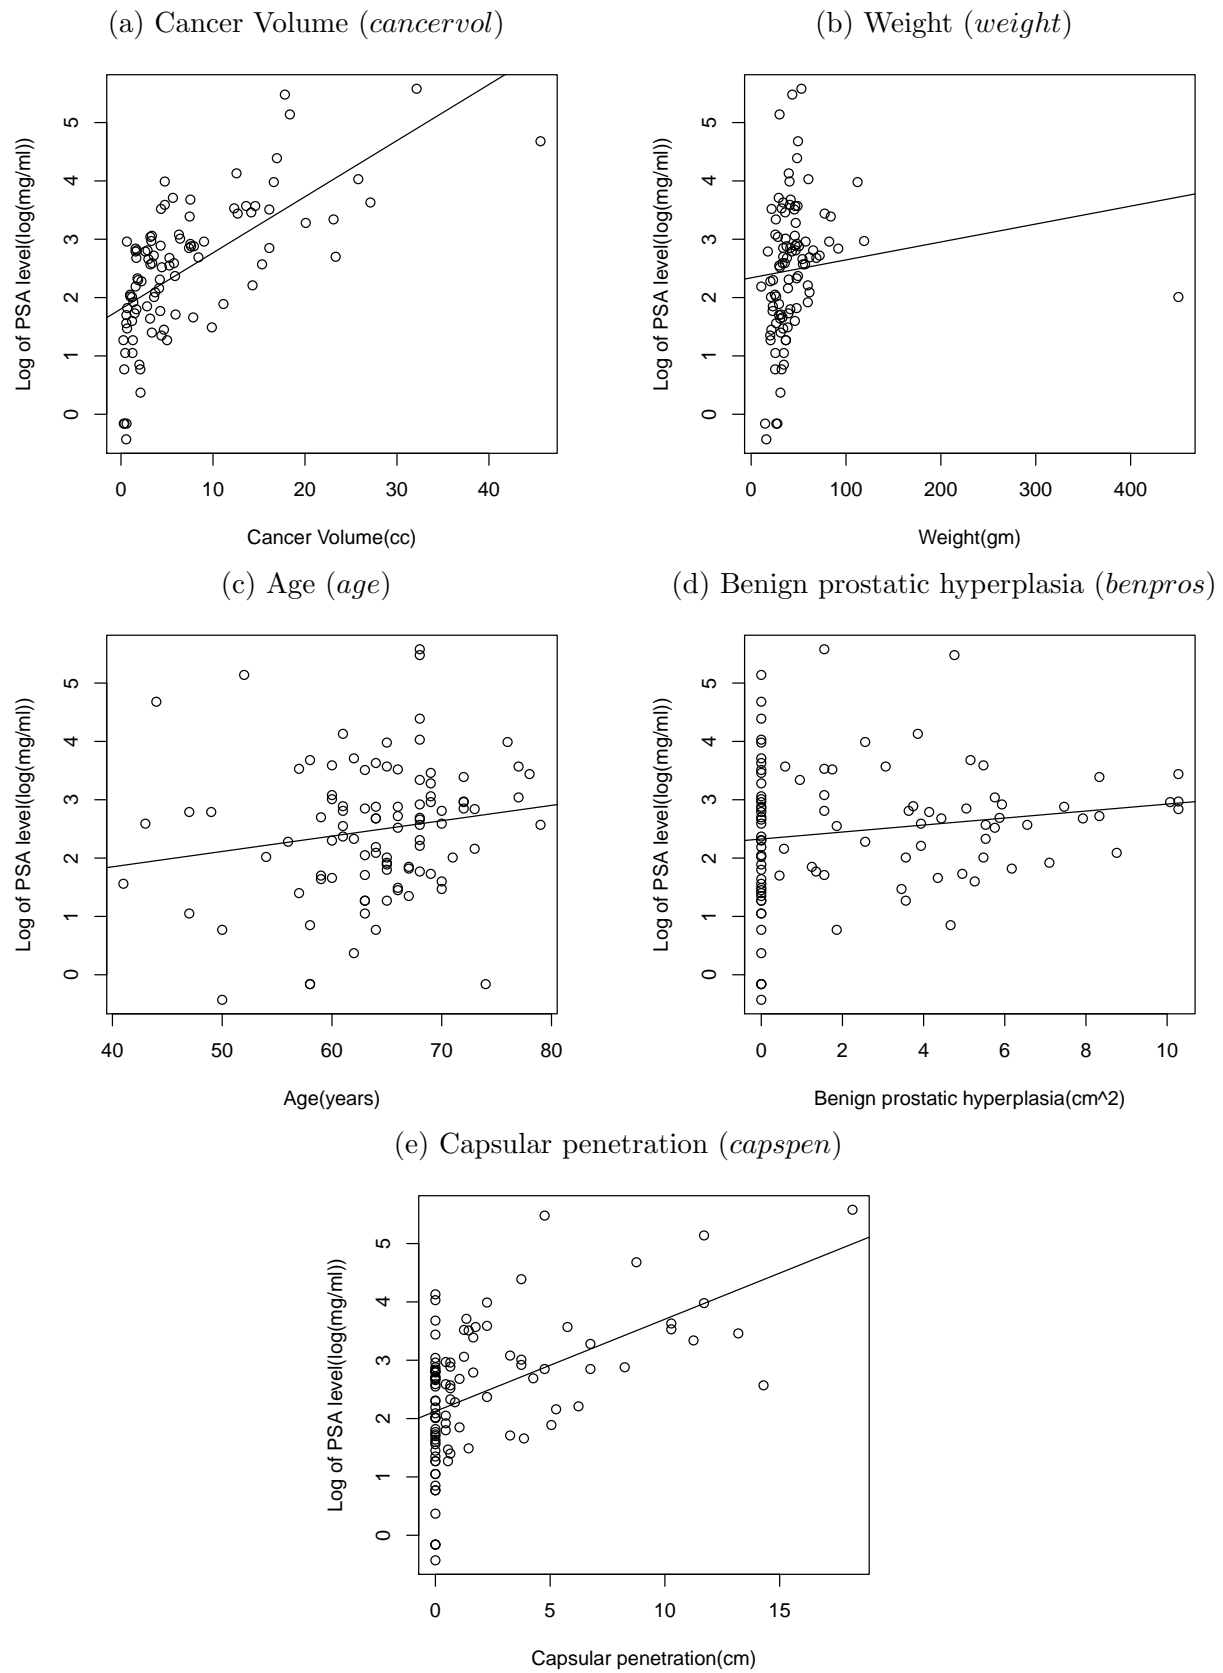 (a) Cancer Volume (cancervol)
Log of PSA level(log(mg/ml))
0 1 2 3 4 5
0 10 20 30 40
Cancer Volume(cc)
(b) Weight (weight)
Log of PSA level(log(mg/ml))
0 1 2 3 4 5
0 100 200 300 400
Weight(gm)
(c) Age (age)
Log of PSA level(log(mg/ml))
0 1 2 3 4 5
40 50 60 70 80
Age(years)
(d) Benign prostatic hyperplasia (benpros)
Log of PSA level(log(mg/ml))
0 1 2 3 4 5
0 2 4 6 8 10
Benign prostatic hyperplasia(cm^2)
(e) Capsular penetration (capspen)
Log of PSA level(log(mg/ml))
0 1 2 3 4 5
0 5 10 15
Capsular penetration(cm)